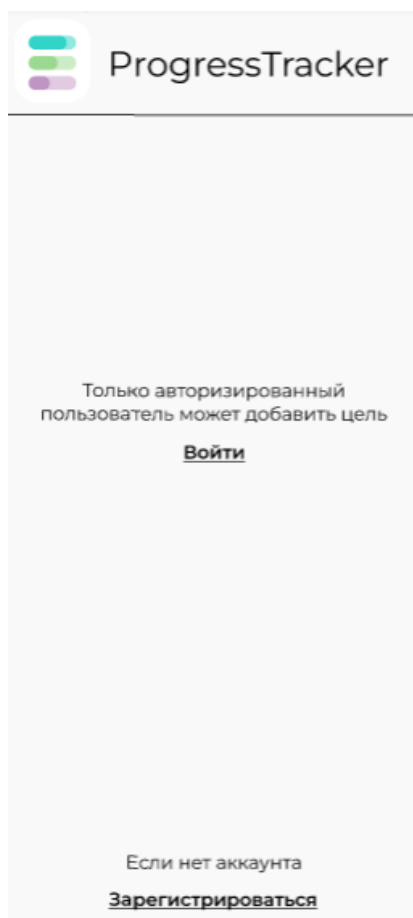 ProgressTracker
Только авторизированный
пользователь может добавить цель
Войти
Если нет аккаунта
Зарегистрироваться